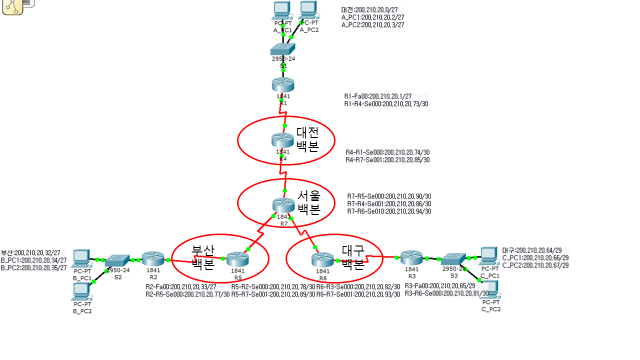 대전:200,210,20,0/27
A_PC1:200,210,20,2/27
A_PC2:200,210,20,3/27
PC-PT
A_PC1
PC-PT
A_PC2
2950-24
S1
1841
R1
R1-Fa00:200,210,20,1/27
R1-R4-Se000:200,210,20,73/30
대전
백본
1841
R4
R4-R1-Se000:200,210,20,74/30
R4-R7-Se001:200,210,20,85/30
서울
백본
1841
R7
R7-R5-Se000:200,210,20,90/30
R7-R4-Se001:200,210,20,86/30
R7-R6-Se010:200,210,20,94/30
부산:200,210,20,32/27
B_PC1:200,210,20,34/27
B_PC2:200,210,20,35/27
PC-PT
B_PC1
PC-PT
B_PC2
2950-24
S2
1841
R2
부산
백본
1841
R5
대구
백본
1841
R6
1841
R3
2950-24
S3
PC-PT
C_PC1
PC-PT
C_PC2
대구:200,210,20,64/29
C_PC1:200,210,20,66/29
C_PC2:200,210,20,67/29
R2-Fa00:200,210,20,33/27
R2-R5-Se000:200,210,20,77/30
R5-R2-Se000:200,210,20,78/30
R5-R7-Se001:200,210,20,89/30
R6-R3-Se000:200,210,20,82/30
R6-R7-Se001:200,210,20,93/30
R3-Fa00:200,210,20,65/29
R3-R6-Se000:200,210,20,81/30